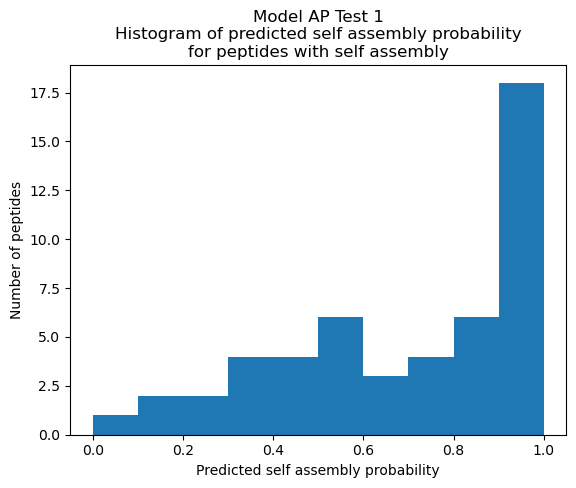 Model AP Test 1
Histogram of predicted self assembly probability
for peptides with self assembly
17.5
15.0
12.5
10.0
7.5
5.0
2.5
0.0
Number of peptides
0.0 0.2 0.4 0.6 0.8 1.0
Predicted self assembly probability